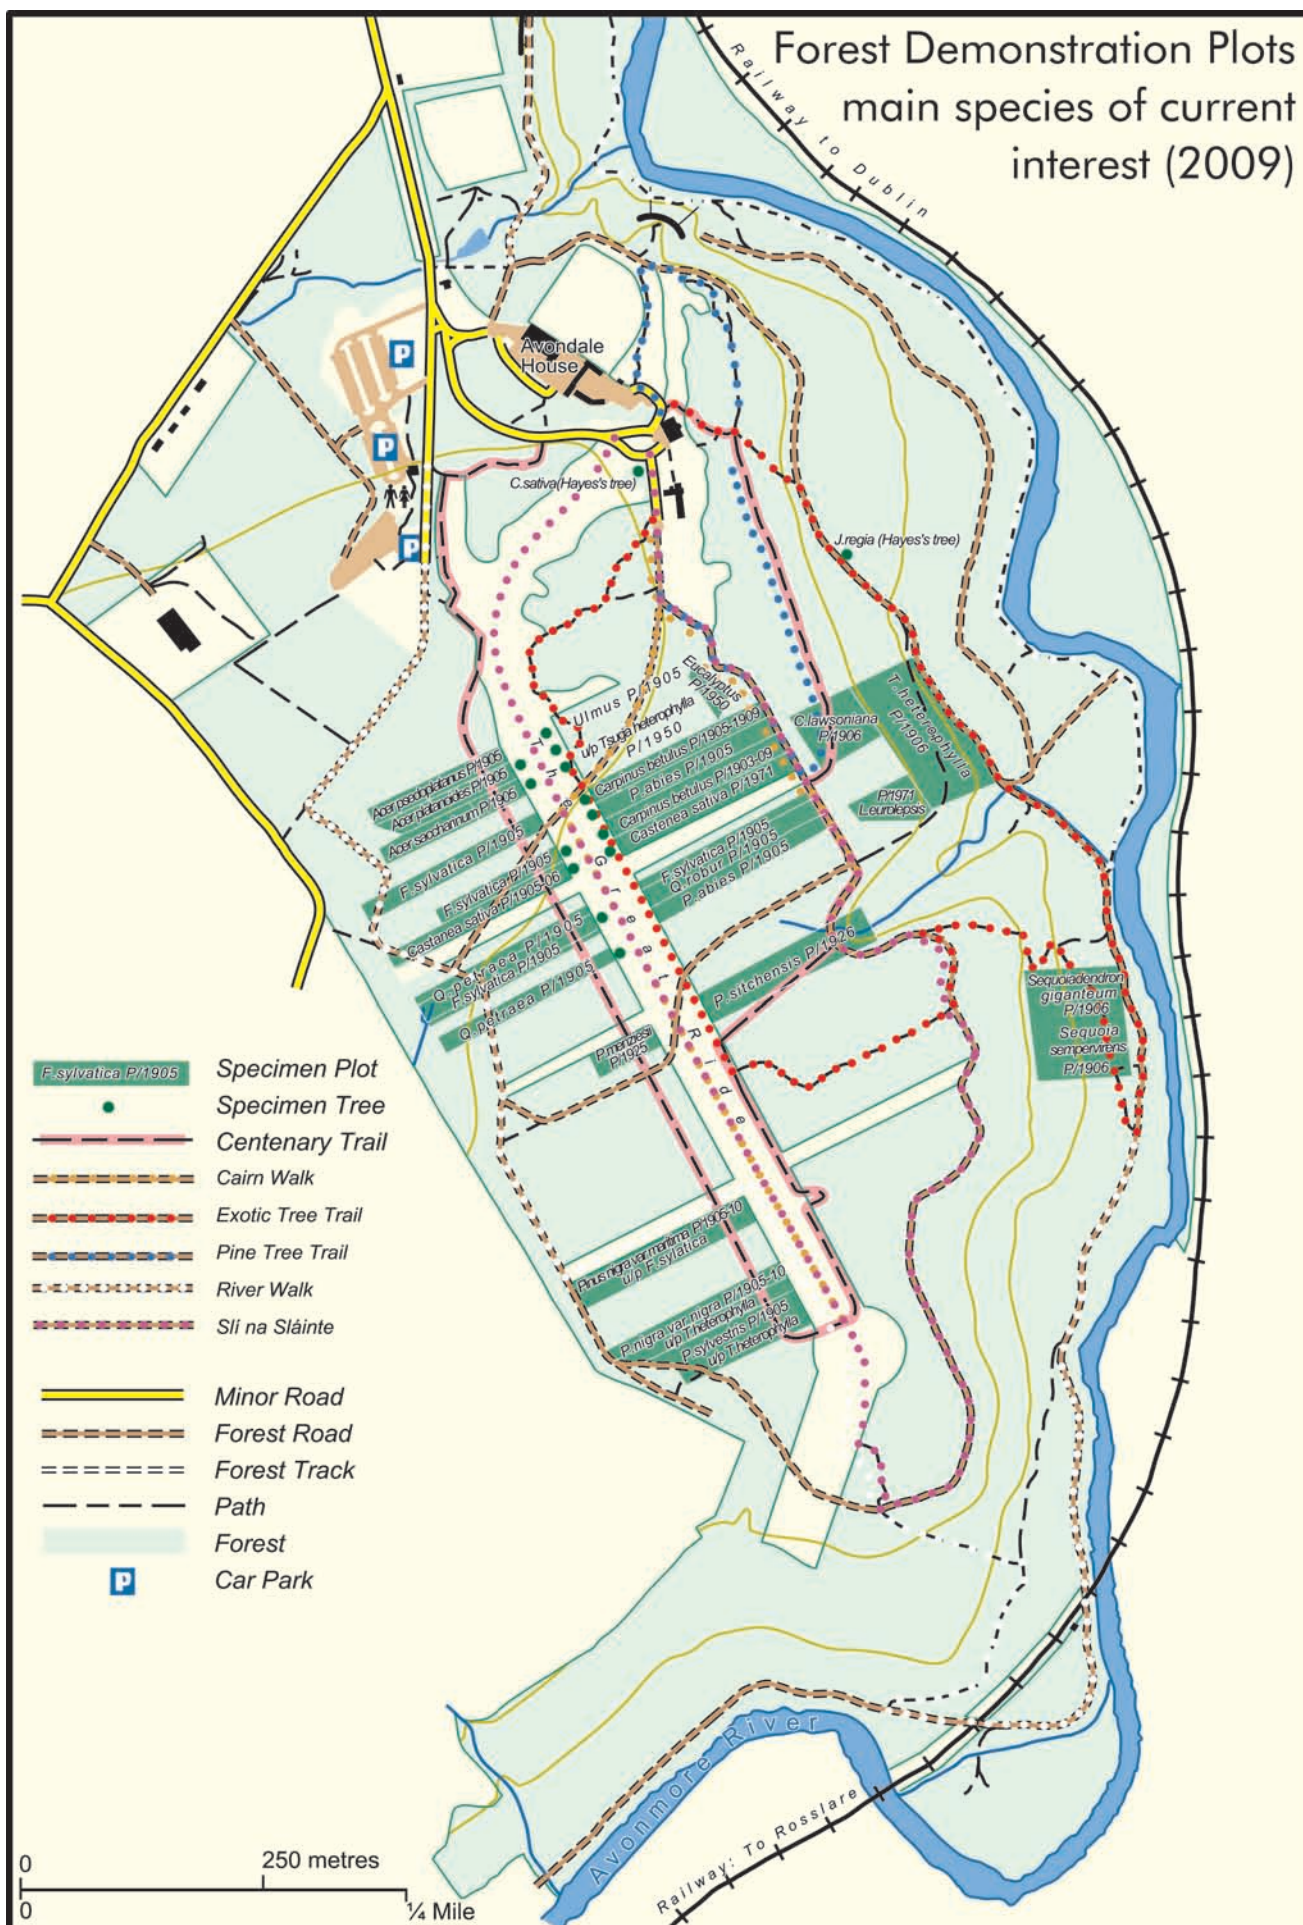 Forest Demonstration Plots
main species of current
interest (2009)
Railway to Dublin
P
Avondale
House
P
C.sativa(Hayes's tree)
P
J.regia (Hayes's tree)
Ulmus P/1905
u/p Tsuga heterophylla
P/1950
Eucalyptus
P/1950
T.heterophylla
P/1906
C.lawsoniana
P/1906
Carpinus betulus P/1905-1909
P.abies P/1905
Carpinus betulus P/1903-09
Castenea sativa P/1971
P/1971
L.eurolepsis
Acer psedoplatanus P/1905
Acer platanoides P/1905
Acer saccharinum P/1905
F.sylvatica P/1905
F.sylvatica P/1905
Castanea sativa P/1905-06
F.sylvatica P/1905
Q.robur P/1905
P.abies P/1905
The Great Ride
Q.petraea P/1905
F.sylvatica P/1905
Q.petraea P/1905
P.sitchensis P/1926
P.menziesii
P/1925
Sequoiadendron
giganteum
P/1906
Sequoia
sempervirens
P/1906
Pinus nigra var.maritima P/1905-10
u/p F.sylatica
P.nigra var.nigra P/1905-10
u/p T.heterophylla
P.sylvestris P/1905
u/p T.heterophylla
F.sylvatica P/1905
Specimen Plot
Specimen Tree
Centenary Trail
Cairn Walk
Exotic Tree Trail
Pine Tree Trail
River Walk
Slí na Sláinte
Minor Road
Forest Road
Forest Track
Path
Forest
P
Car Park
Avonmore River
Railway: To Rosslare
0
250 metres
0
¼ Mile